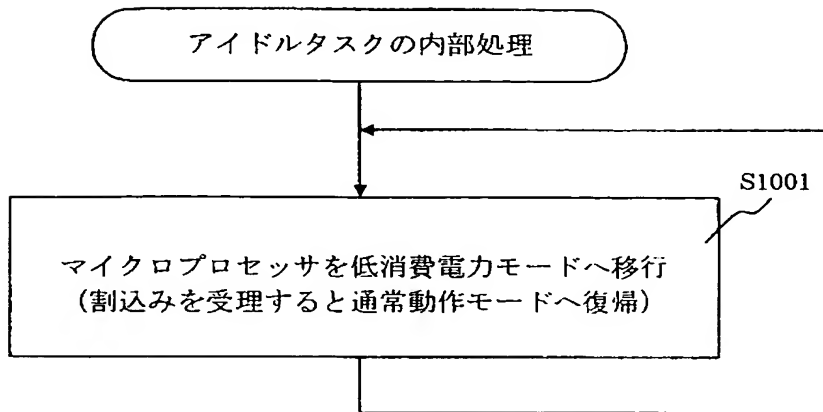 アイドルタスクの内部処理
S1001
マイクロプロセッサを低消費電力モードへ移行
(割込みを受理すると通常動作モードへ復帰)